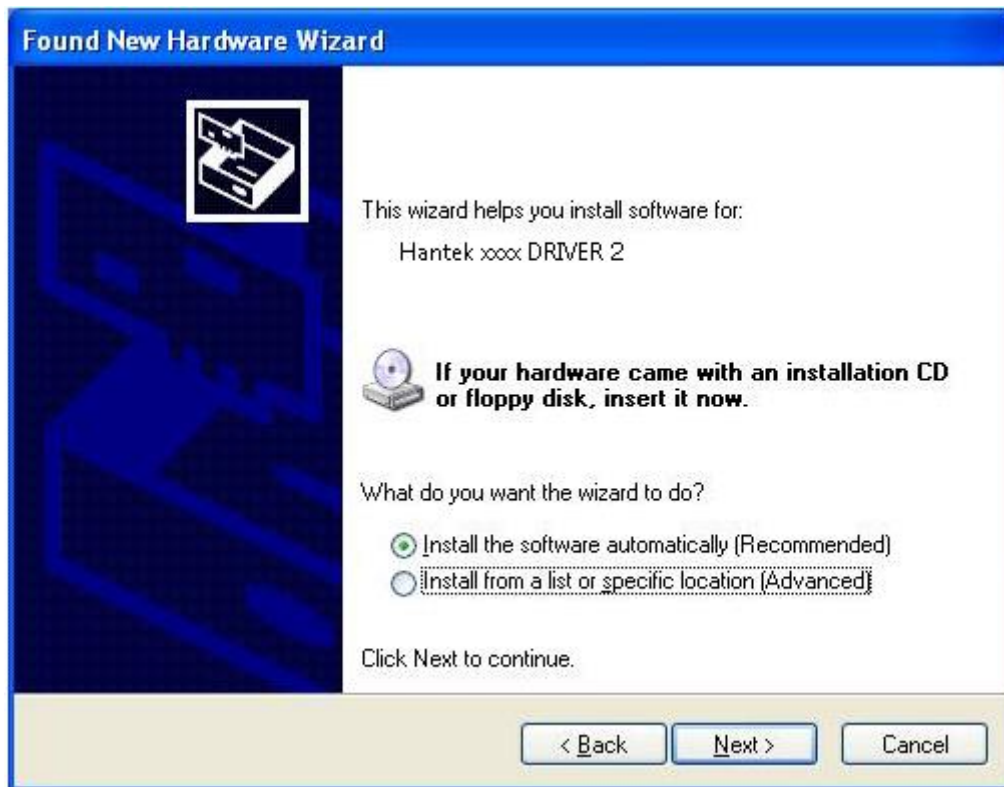 Found New Hardware Wizard
This wizard helps you install software for:
Hantek xxxx DRIVER 2
If your hardware came with an installation CD
or floppy disk, insert it now.
What do you want the wizard to do?
Install the software automatically (Recommended)
Install from a list or specific location (Advanced)
Click Next to continue.
< Back
Next >
Cancel